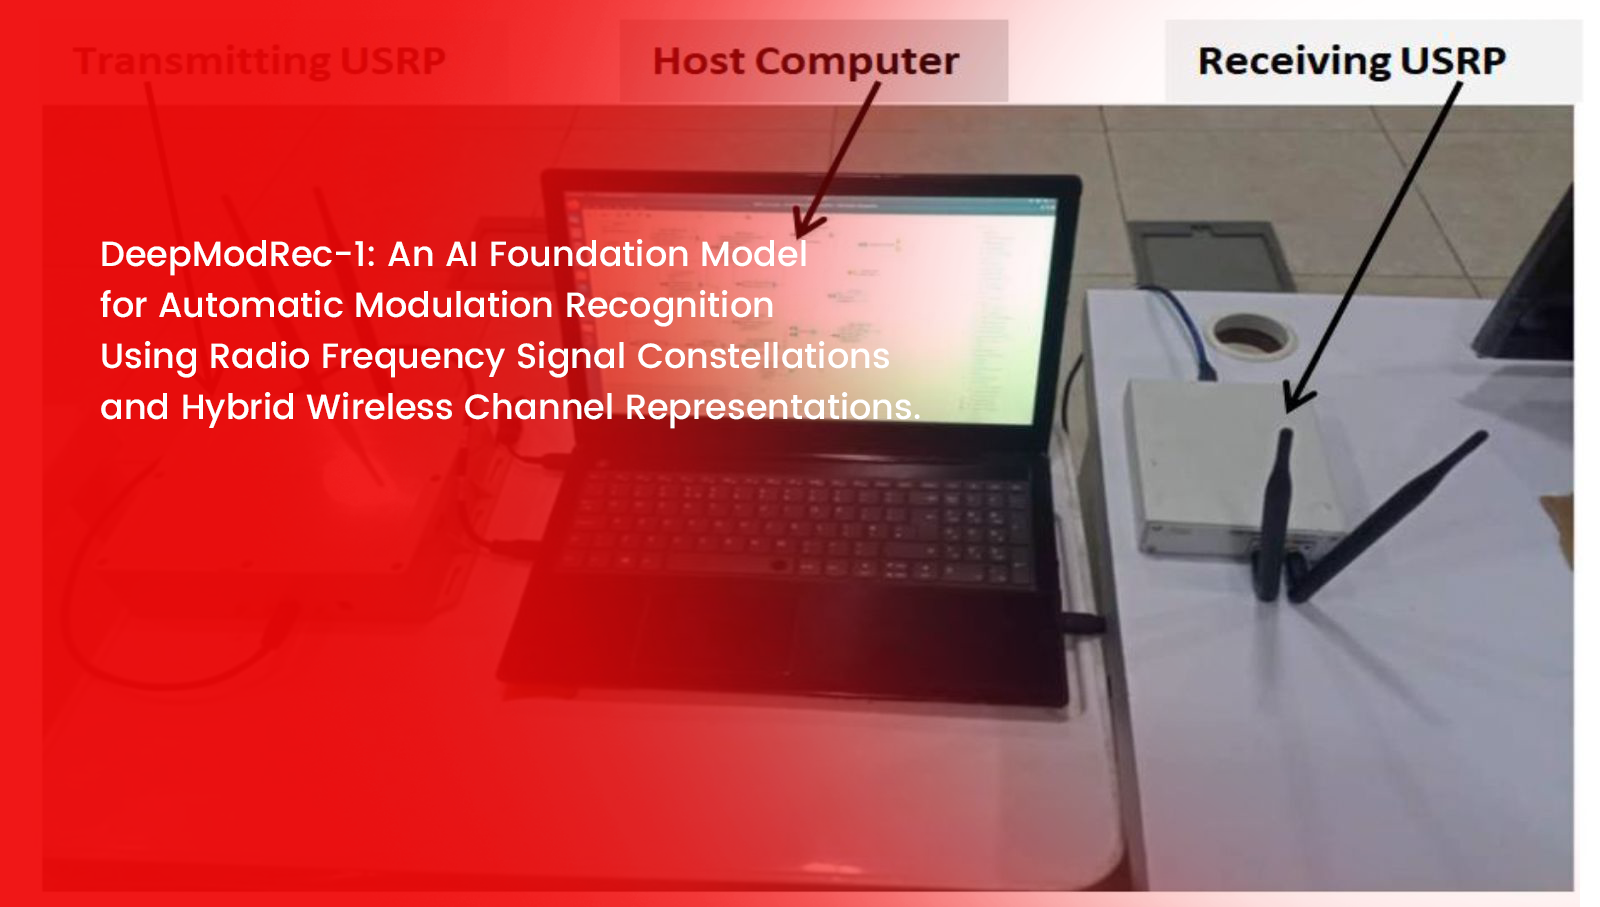 Transmitting USRP
Host Computer
Receiving USRP
DeepModRec-1: An AI Foundation Model
for Automatic Modulation Recognition
Using Radio Frequency Signal Constellations
and Hybrid Wireless Channel Representations.